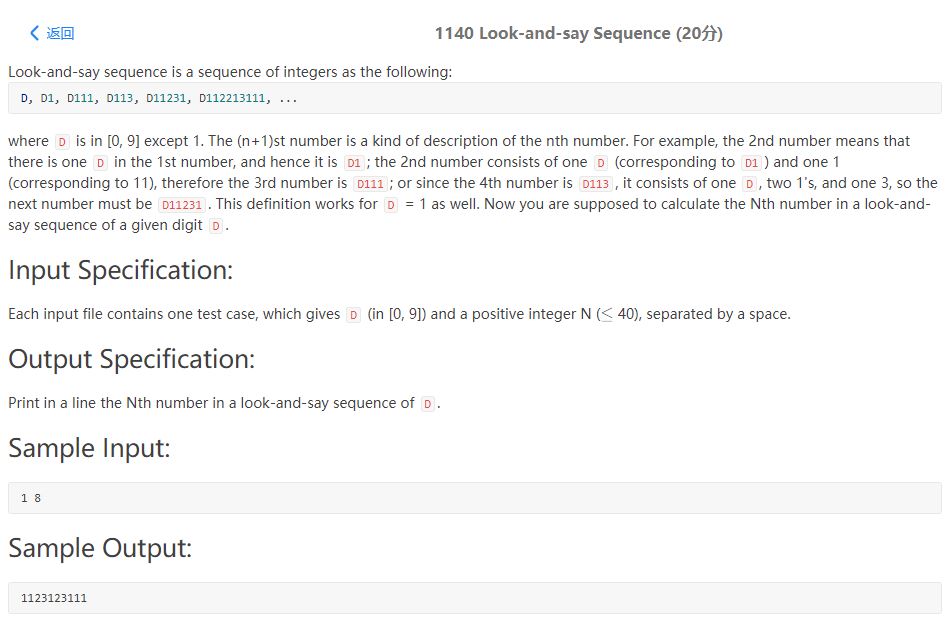 返回
1140 Look-and-say Sequence (20分)
Look-and-say sequence is a sequence of integers as the following:
D, D1, D111, D113, D11231, D112213111, ...
where D is in [0, 9] except 1. The (n+1)st number is a kind of description of the nth number. For example, the 2nd number means that
there is one D in the 1st number, and hence it is D1 ; the 2nd number consists of one D (corresponding to D1 ) and one 1
(corresponding to 11), therefore the 3rd number is D111 ; or since the 4th number is D113 , it consists of one D , two 1's, and one 3, so the
next number must be D11231 . This definition works for D = 1 as well. Now you are supposed to calculate the Nth number in a look-and-
say sequence of a given digit D .
Input Specification:
Each input file contains one test case, which gives D (in [0, 9]) and a positive integer N (≤ 40), separated by a space.
Output Specification:
Print in a line the Nth number in a look-and-say sequence of D .
Sample Input:
1 8
Sample Output:
1123123111